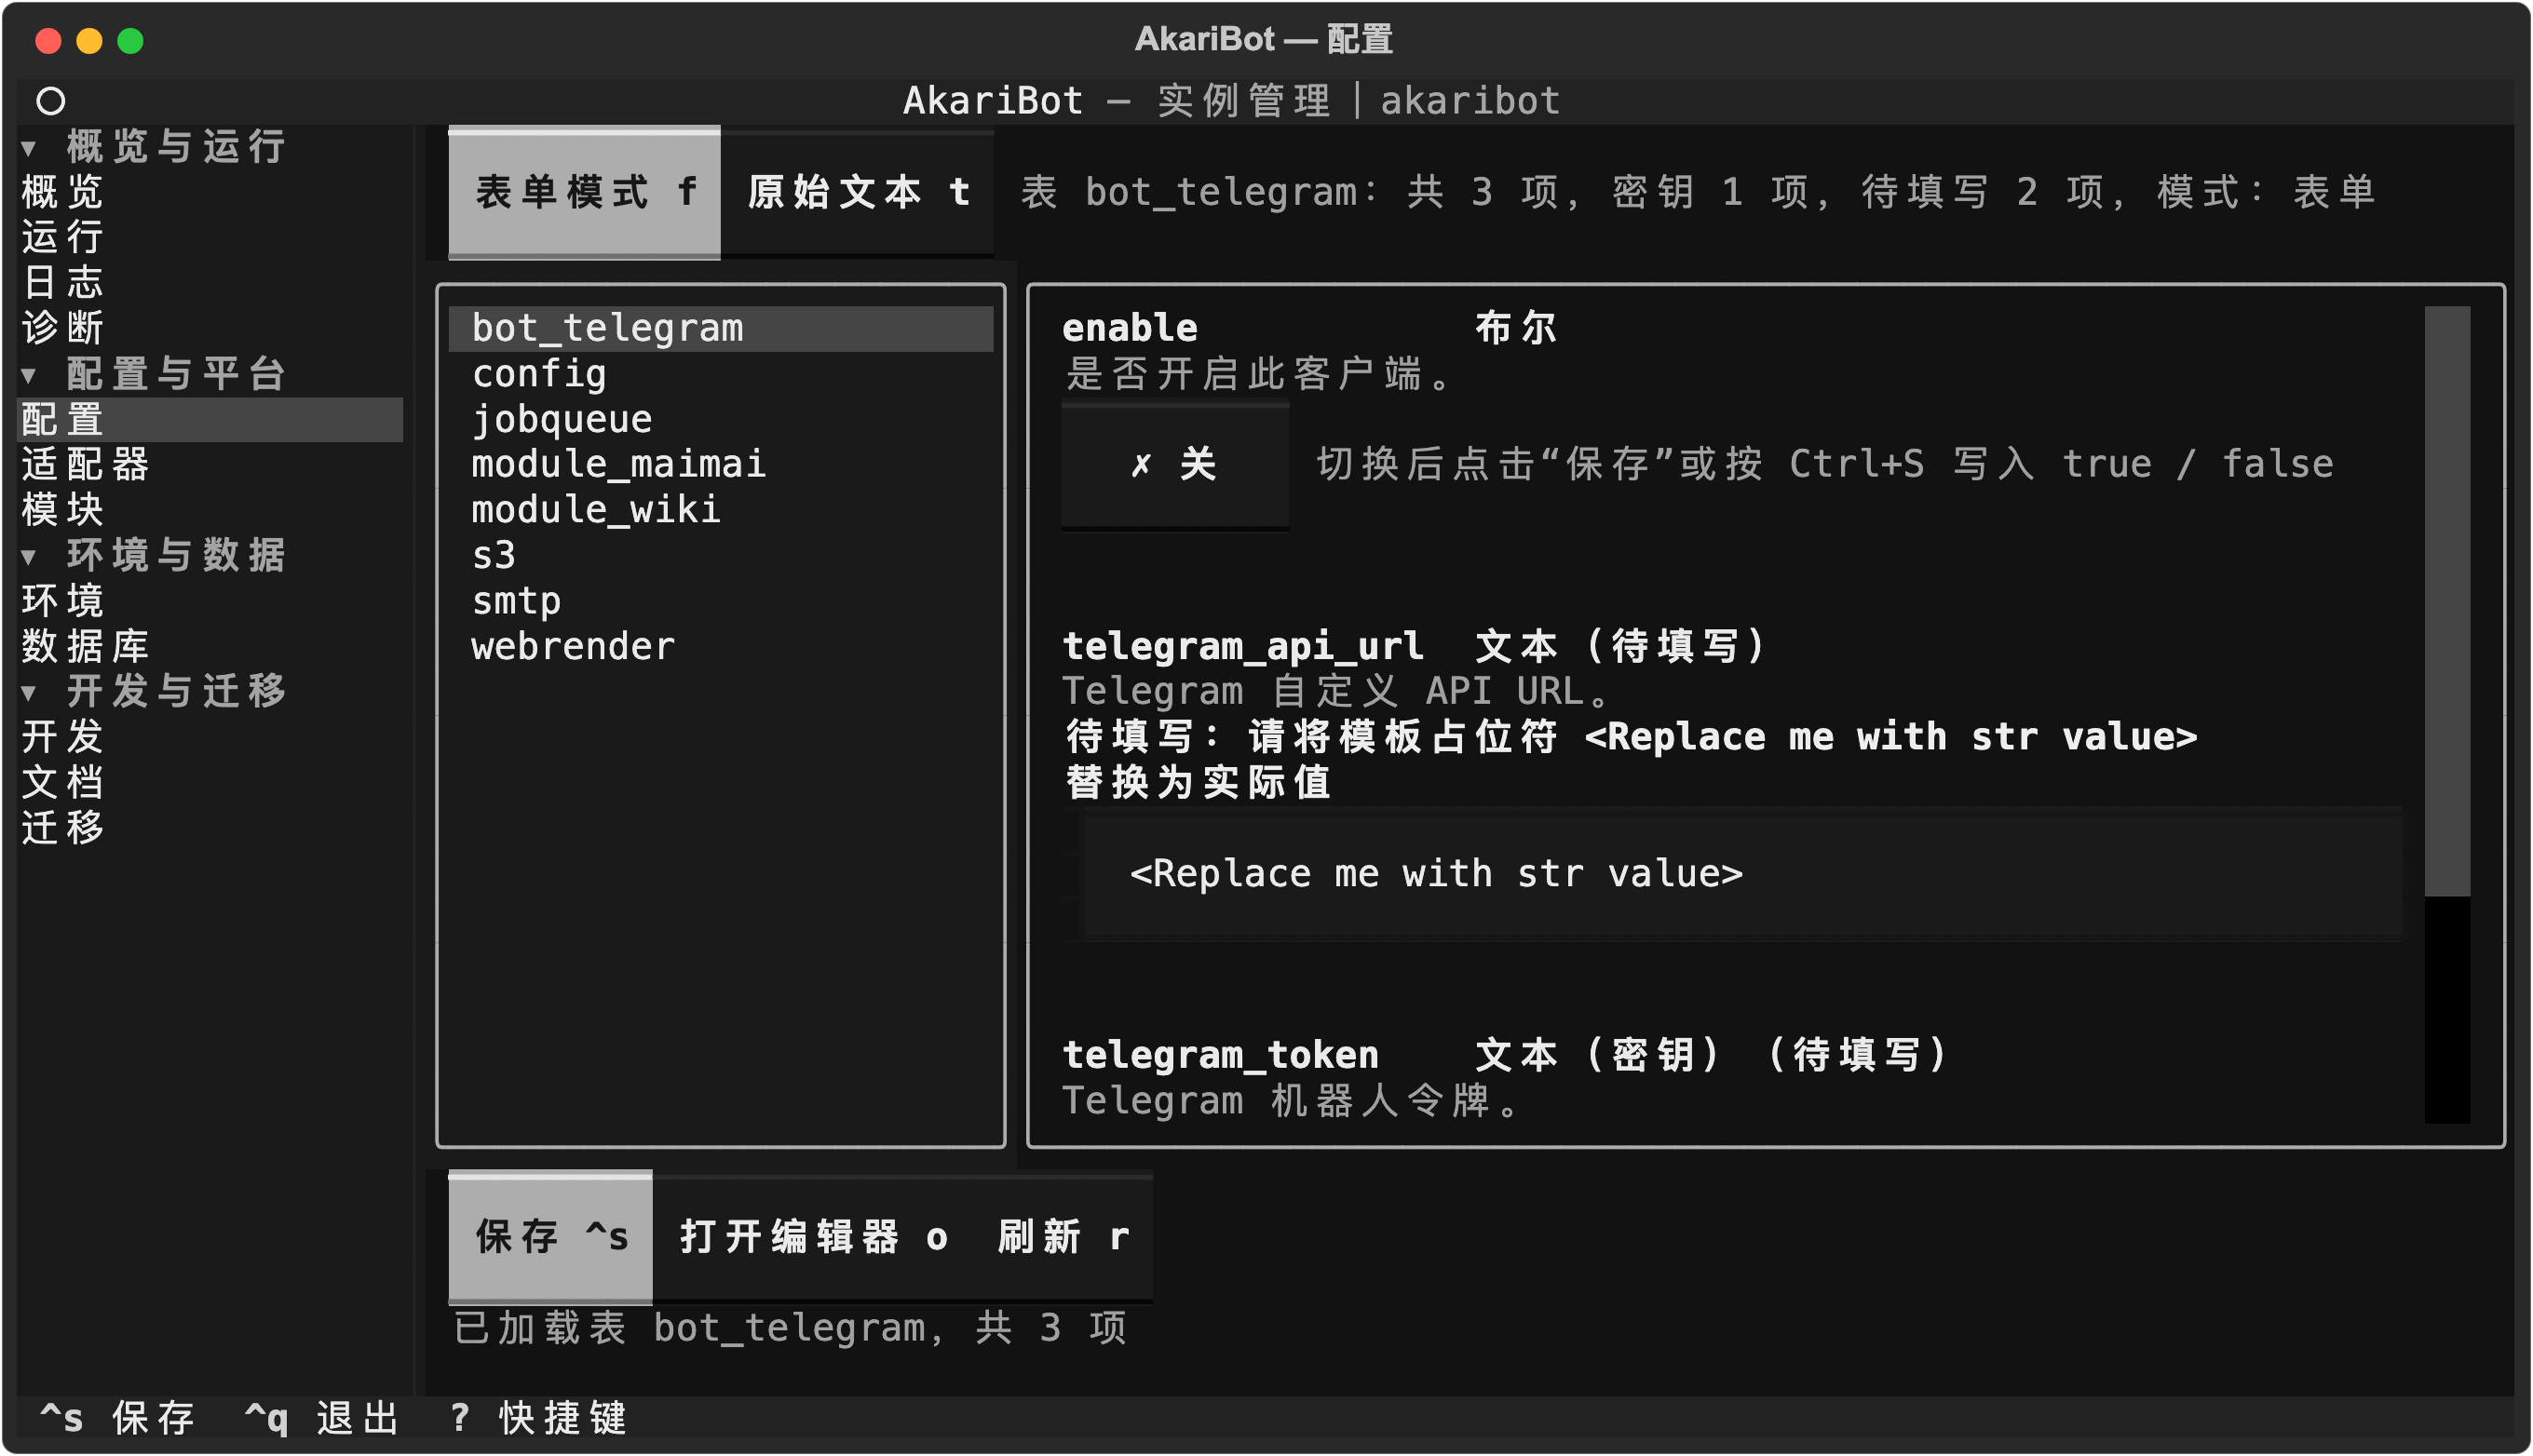 AkariBot — 配置
AkariBot — 实例管理 | akaribot
▼ 概览与运行
概览
运行
日志
诊断
▼ 配置与平台
配置
适配器
模块
▼ 环境与数据
环境
数据库
▼ 开发与迁移
开发
文档
迁移
表单模式 f 原始文本 t 表 bot_telegram: 共 3 项, 密钥 1 项, 待填写 2 项, 模式: 表单
bot_telegram
config
jobqueue
module_maimai
module_wiki
s3
smtp
webrender
enable 布尔
是否开启此客户端。
✗ 关 切换后点击“保存”或按 Ctrl+S 写入 true / false
telegram_api_url 文本 (待填写)
Telegram 自定义 API URL。
待填写: 请将模板占位符 <Replace me with str value>
替换为实际值
<Replace me with str value>
telegram_token 文本 (密钥) (待填写)
Telegram 机器人令牌。
保存 ^s 打开编辑器 o 刷新 r
已加载表 bot_telegram, 共 3 项
^s 保存 ^q 退出 ? 快捷键